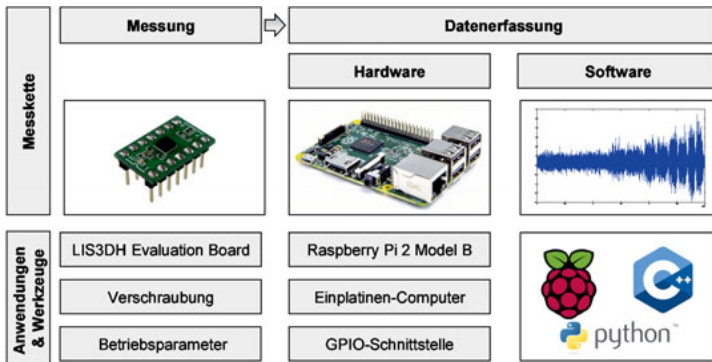 Messung
Datenerfassung
Hardware
Software
Messkette
LIS3DH Evaluation Board
Raspberry Pi 2 Model B
Verschraubung
Einplatinen-Computer
Betriebsparameter
GPIO-Schnittstelle
Anwendungen
& Werkzeuge
C++
python™